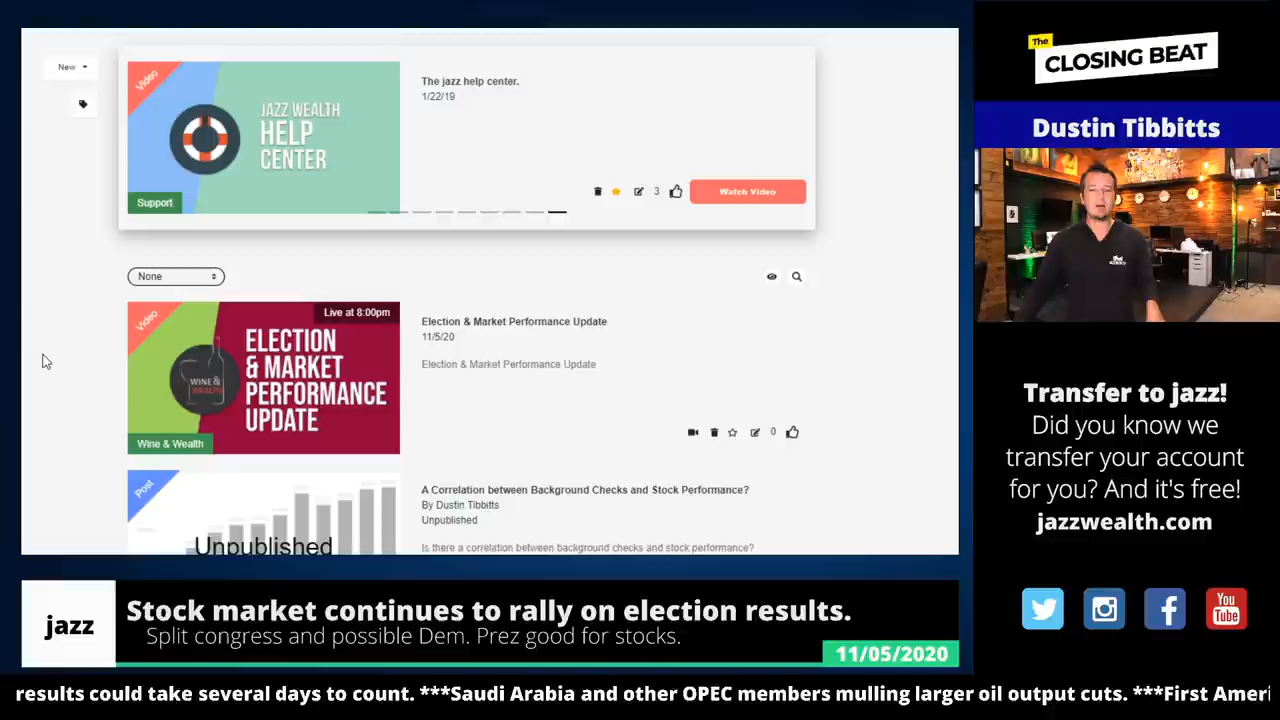 New
Video
JAZZ WEALTH
HELP
CENTER
Support
The jazz help center.
1/22/19
3
Watch Video
None
Video
Live at 8:00pm
ELECTION
& MARKET
PERFORMANCE
UPDATE
WINE &
WEALTH
Wine & Wealth
Election & Market Performance Update
11/5/20
Election & Market Performance Update
0
Post
Unpublished
A Correlation between Background Checks and Stock Performance?
By Dustin Tibbitts
Unpublished
Is there a correlation between background checks and stock performance?
The
CLOSING BEAT
Dustin Tibbitts
Transfer to jazz!
Did you know we
transfer your account
for you? And it's free!
jazzwealth.com
You
Tube
jazz
Stock market continues to rally on election results.
Split congress and possible Dem. Prez good for stocks.
11/05/2020
results could take several days to count. ***Saudi Arabia and other OPEC members mulling larger oil output cuts. ***First Ameri